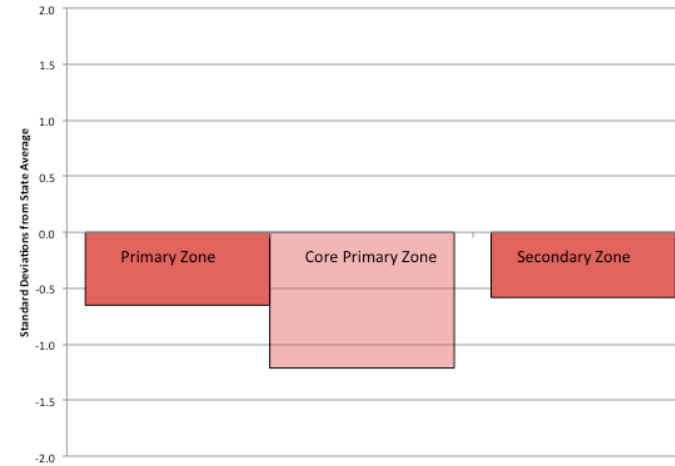 2.0
1.5
1.0
0.5
0.0
-0.5
-1.0
-1.5
-2.0
Standard Deviations from State Average
Primary Zone
Core Primary Zone
Secondary Zone